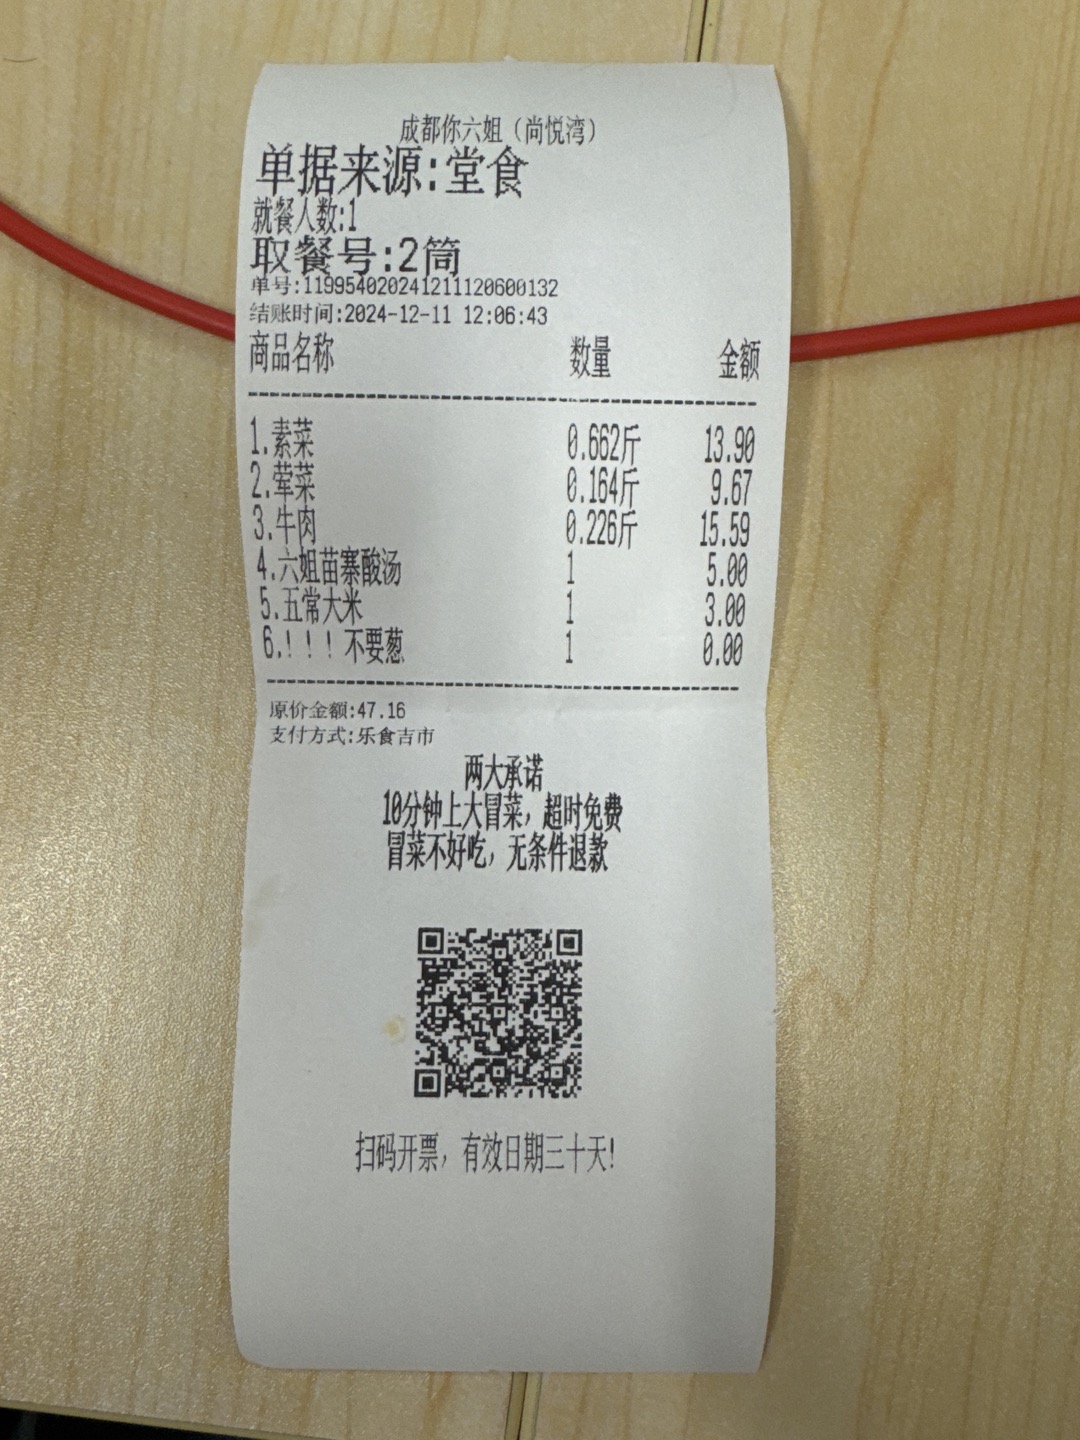 成都你六姐（尚悦湾）
单据来源:堂食
就餐人数:1
取餐号:2筒
单号:119954020241211120600132
结账时间:2024-12-11 12:06:43
商品名称 数量 金额
1.素菜 0.662斤 13.90
2.荤菜 0.164斤 9.67
3.牛肉 0.226斤 15.59
4.六姐苗寨酸汤 1 5.00
5.五常大米 1 3.00
6.！！！不要葱 1 0.00
原价金额:47.16
支付方式:乐食吉市
两大承诺
10分钟上大冒菜，超时免费
冒菜不好吃，无条件退款
扫码开票，有效日期三十天!